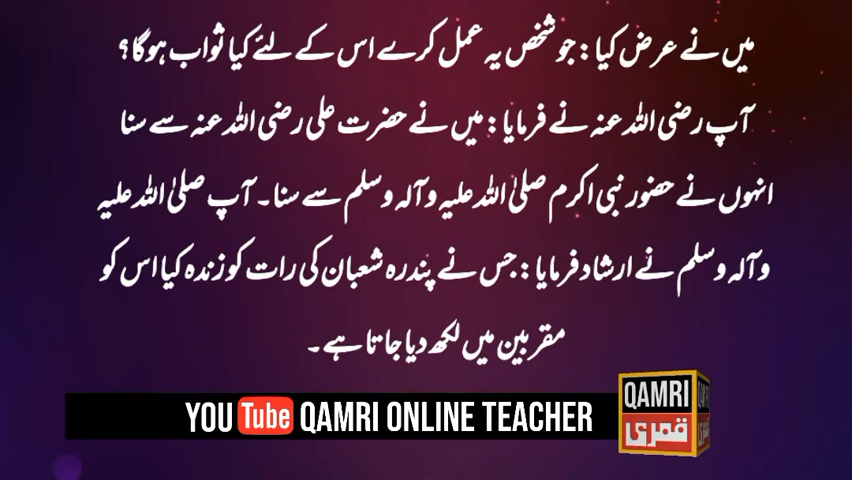 میں نے عرض کیا: جو شخص یہ عمل کرے اس کے لئے کیا ثواب ہوگا؟
آپ رضی اللہ عنہ نے فرمایا: میں نے حضرت علی رضی اللہ عنہ سے سنا
انہوں نے حضور نبی اکرم صلیٰ اللہ علیہ وآلہ وسلم سے سنا۔ آپ صلیٰ اللہ علیہ
وآلہ وسلم نے ارشاد فرمایا: جس نے پندرہ شعبان کی رات کو زندہ کیا اس کو
مقربین میں لکھ دیا جاتا ہے۔
YOU Tube QAMRI ONLINE TEACHER
QAMRI
قمری